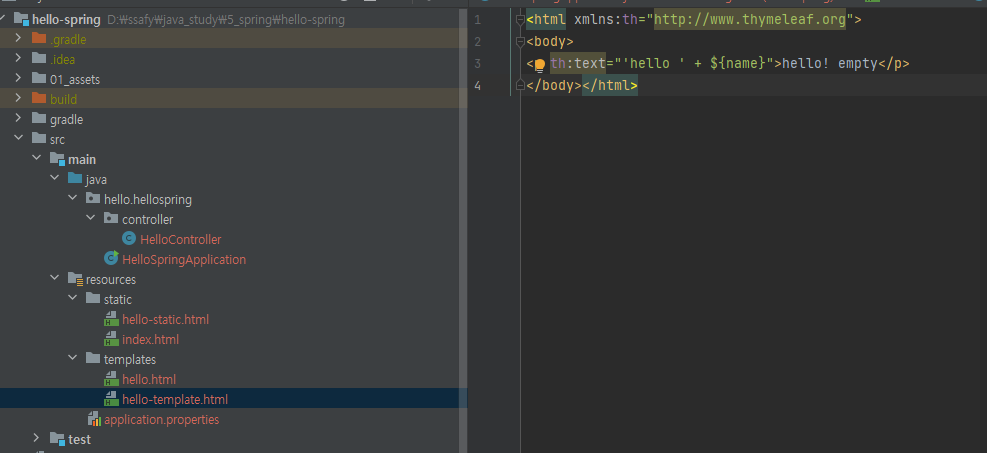 hello-spring D:₩ssafy₩java_study₩5_spring₩hello-spring
.gradle
.idea
01_assets
build
gradle
src
main
java
hello.hellospring
controller
HelloController
HelloSpringApplication
resources
static
hello-static.html
index.html
templates
hello.html
hello-template.html
application.properties
test
1 <html xmlns:th="http://www.thymeleaf.org">
2 <body>
3 < th:text="'hello ' + ${name}">hello! empty</p>
4 </body></html>